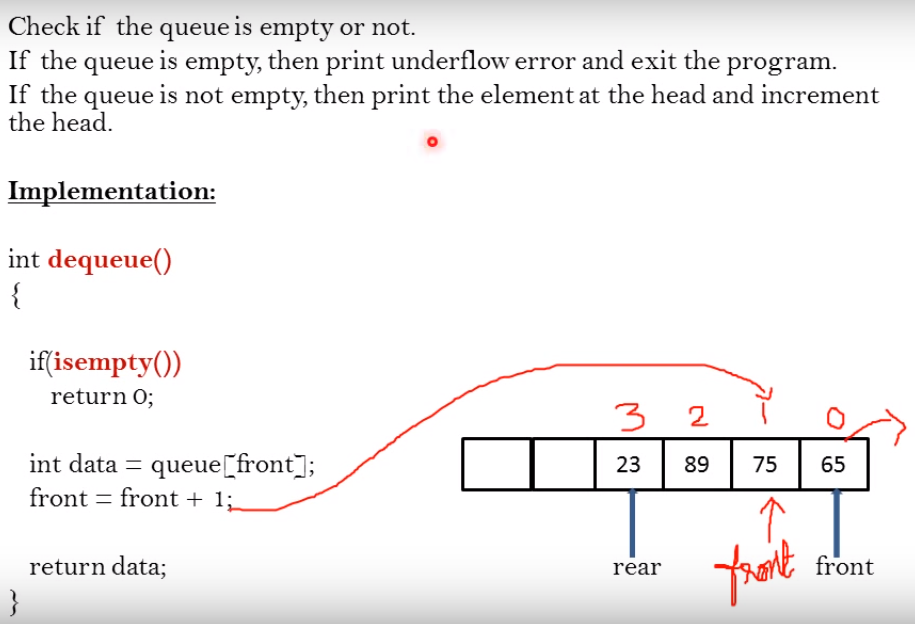 Check if the queue is empty or not.
If the queue is empty, then print underflow error and exit the program.
If the queue is not empty, then print the element at the head and increment
the head.
Implementation:
int dequeue()
{
if(isempty())
return 0;
int data = queue[front];
front = front + 1;
return data;
}
3 2 1 0
23 89 75 65
rear front front